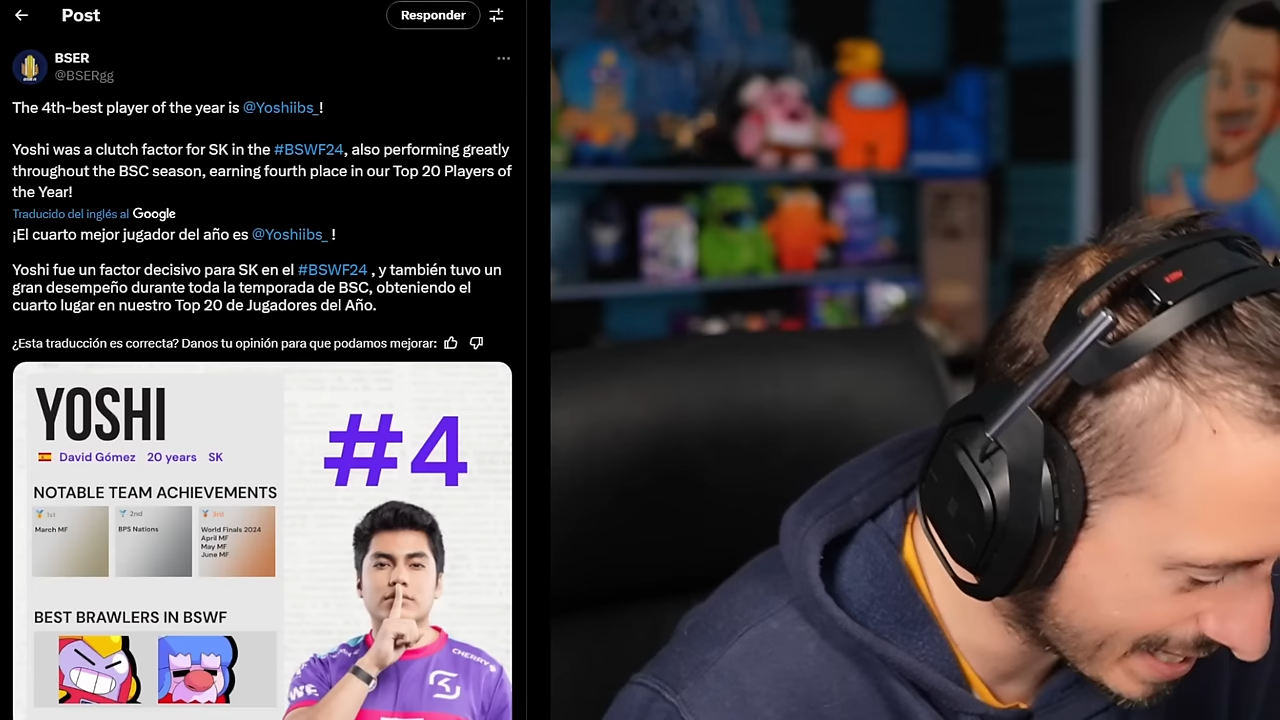 Post
Responder
BSER
@BSERgg
The 4th-best player of the year is @Yoshiibs_!
Yoshi was a clutch factor for SK in the #BSWF24, also performing greatly
throughout the BSC season, earning fourth place in our Top 20 Players of
the Year!
Traducido del inglés al Google
¡El cuarto mejor jugador del año es @Yoshiibs_ !
Yoshi fue un factor decisivo para SK en el #BSWF24 , y también tuvo un
gran desempeño durante toda la temporada de BSC, obteniendo el
cuarto lugar en nuestro Top 20 de Jugadores del Año.
¿Esta traducción es correcta? Danos tu opinión para que podamos mejorar:
YOSHI
#4
David Gómez 20 years SK
NOTABLE TEAM ACHIEVEMENTS
1st
March MF
2nd
BPS Nations
3rd
World Finals 2024
April MF
May MF
June MF
BEST BRAWLERS IN BSWF
CHERRY